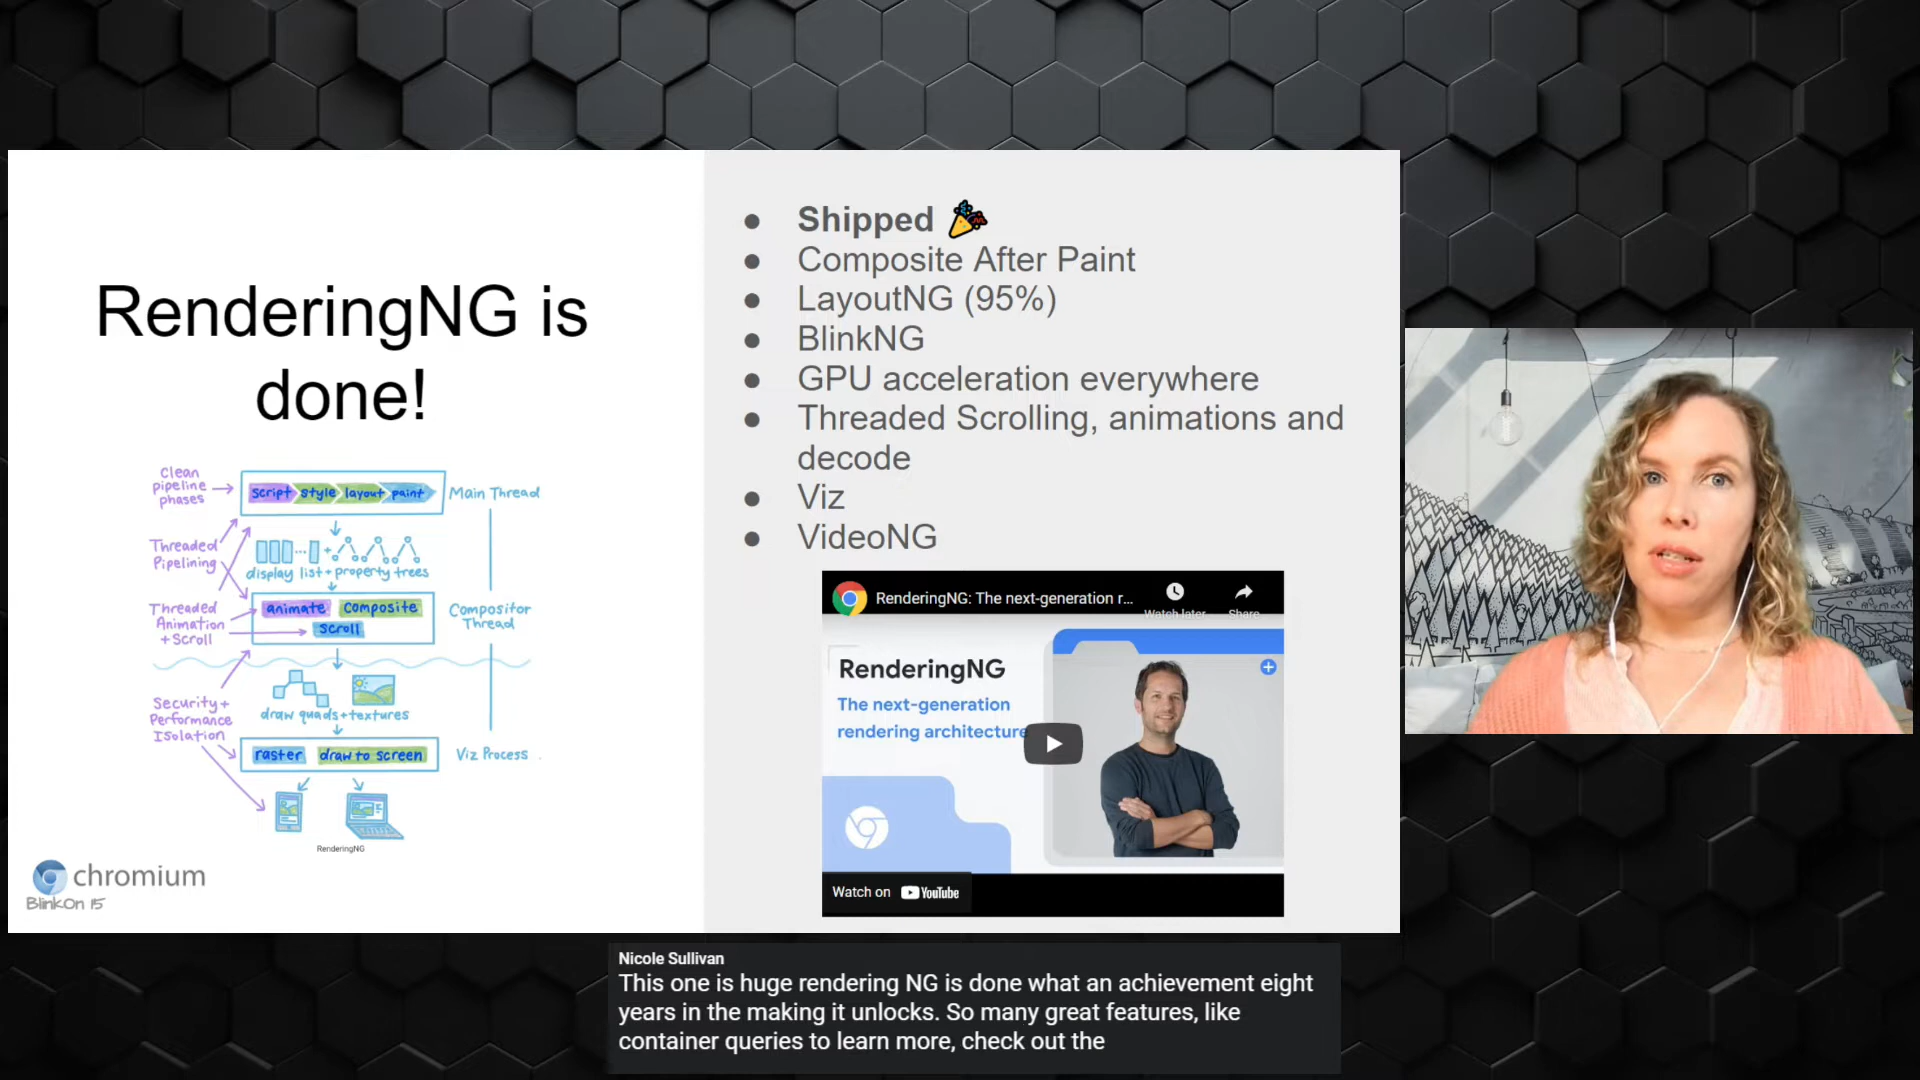 RenderingNG is
done!
Clean
pipeline
phases
script style layout paint
Main Thread
Threaded
Pipelining
display list + property trees
Threaded
Animation
+ Scroll
animate composite
scroll
Compositor
Thread
Security +
Performance
Isolation
draw quads + textures
raster draw to screen
Viz Process
RenderingNG
chromium
BlinkOn 15
● Shipped 🎉
● Composite After Paint
● LayoutNG (95%)
● BlinkNG
● GPU acceleration everywhere
● Threaded Scrolling, animations and
decode
● Viz
● VideoNG
RenderingNG: The next-generation r...
Watch later
Share
RenderingNG
The next-generation
rendering architecture
Watch on YouTube
Nicole Sullivan
This one is huge rendering NG is done what an achievement eight
years in the making it unlocks. So many great features, like
container queries to learn more, check out the